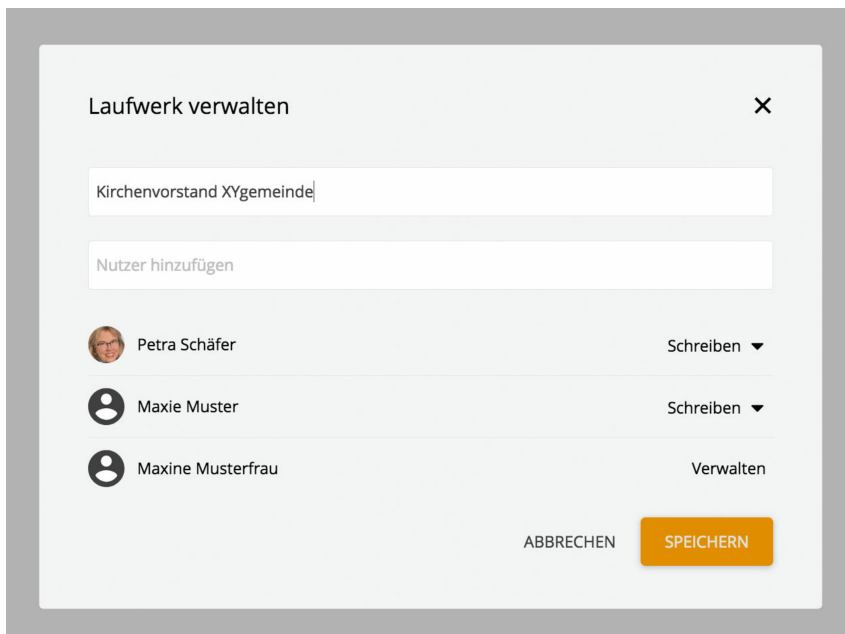 Laufwerk verwalten
Kirchenvorstand XYgemeinde
Nutzer hinzufügen
Petra Schäfer Schreiben
Maxie Muster Schreiben
Maxine Musterfrau Verwalten
ABBRECHEN SPEICHERN